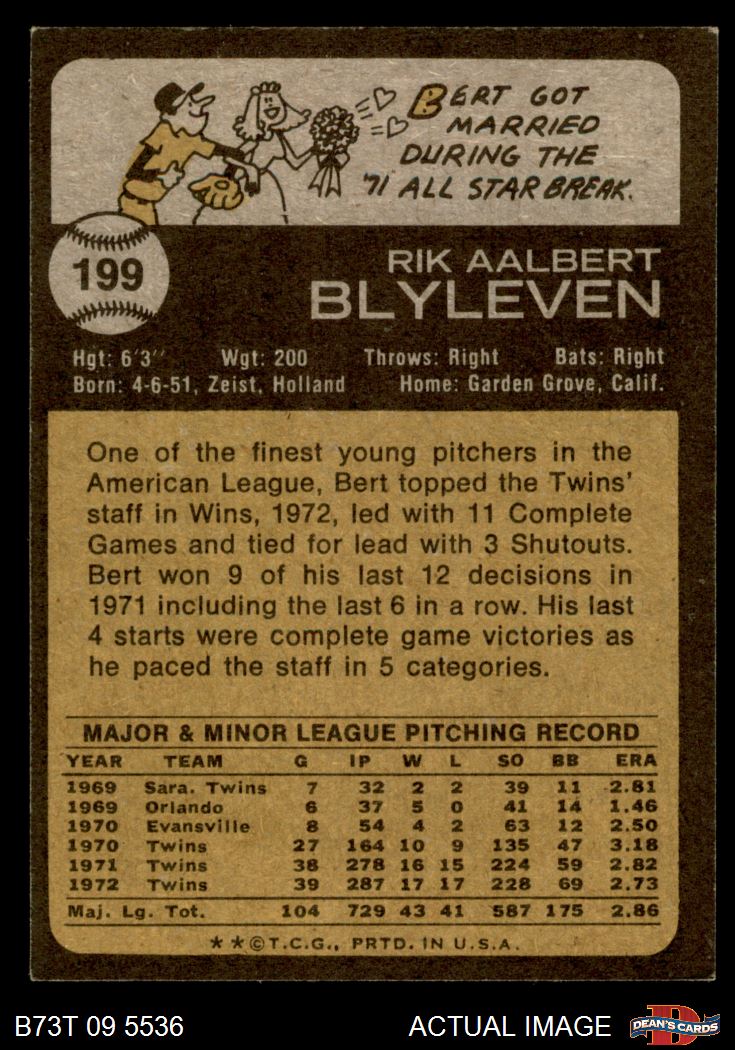 BERT GOT
MARRIED
DURING THE
'71 ALL STAR BREAK.
199
RIK AALBERT
BLYLEVEN
Hgt: 6'3" Wgt: 200 Throws: Right Bats: Right
Born: 4-6-51, Zeist, Holland Home: Garden Grove, Calif.
One of the finest young pitchers in the
American League, Bert topped the Twins'
staff in Wins, 1972, led with 11 Complete
Games and tied for lead with 3 Shutouts.
Bert won 9 of his last 12 decisions in
1971 including the last 6 in a row. His last
4 starts were complete game victories as
he paced the staff in 5 categories.
MAJOR & MINOR LEAGUE PITCHING RECORD
YEAR TEAM G IP W L SO BB ERA
1969 Sara. Twins 7 32 2 2 39 11 2.81
1969 Orlando 6 37 5 0 41 14 1.46
1970 Evansville 8 54 4 2 63 12 2.50
1970 Twins 27 164 10 9 135 47 3.18
1971 Twins 38 278 16 15 224 59 2.82
1972 Twins 39 287 17 17 228 69 2.73
Maj. Lg. Tot. 104 729 43 41 587 175 2.86
* * © T.C.G., PRTD. IN U.S.A.
B73T 09 5536 ACTUAL IMAGE D DEAN'S CARDS